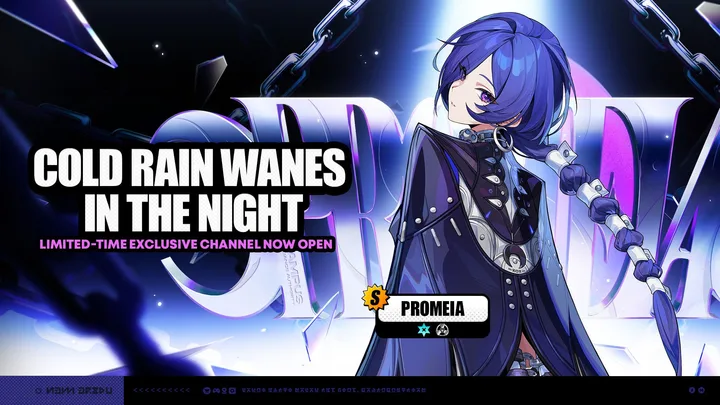 COLD RAIN WANES
IN THE NIGHT
LIMITED-TIME EXCLUSIVE CHANNEL NOW OPEN
S
PROMEIA